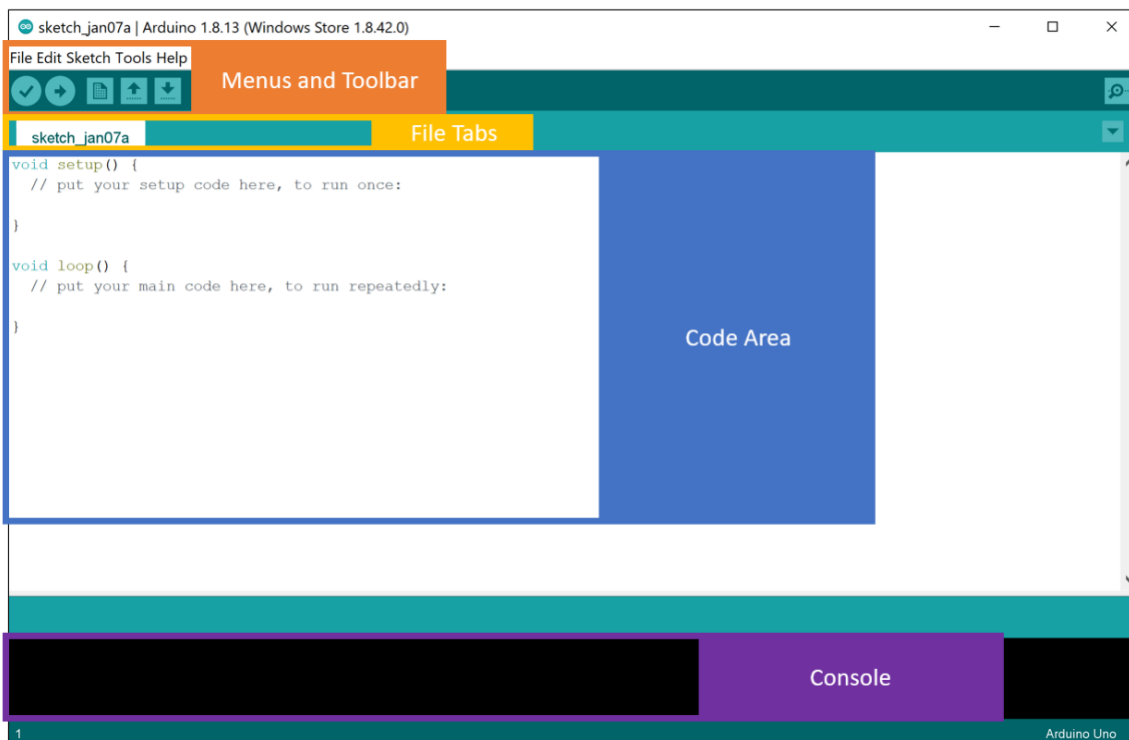 sketch_jan07a | Arduino 1.8.13 (Windows Store 1.8.42.0)
File Edit Sketch Tools Help
Menus and Toolbar
sketch_jan07a
File Tabs
void setup() {
  // put your setup code here, to run once:
}
void loop() {
  // put your main code here, to run repeatedly:
}
Code Area
Console
1
Arduino Uno